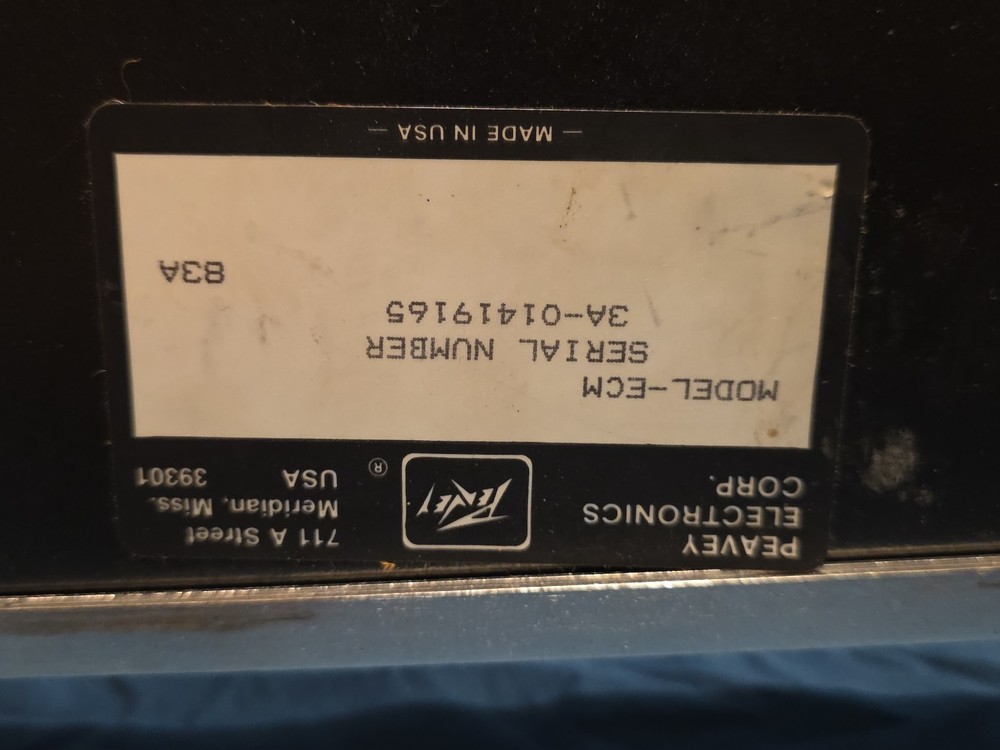 PEAVEY
ELECTRONICS
CORP.
PEAVEY
®
711 A Street
Meridian, Miss.
USA 39301
MODEL-ECM
SERIAL NUMBER
3A-01419165
83A
— MADE IN USA —